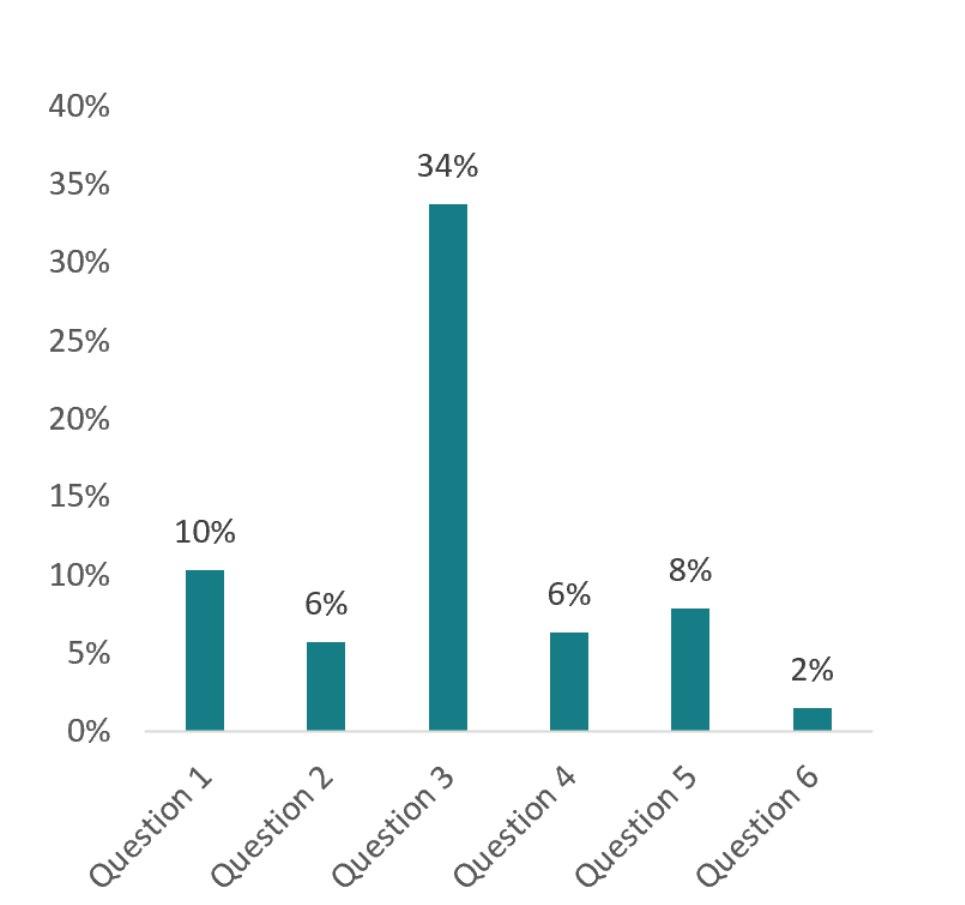 40%
35%
30%
25%
20%
15%
10%
5%
0%
10%
6%
34%
6%
8%
2%
Question 1
Question 2
Question 3
Question 4
Question 5
Question 6